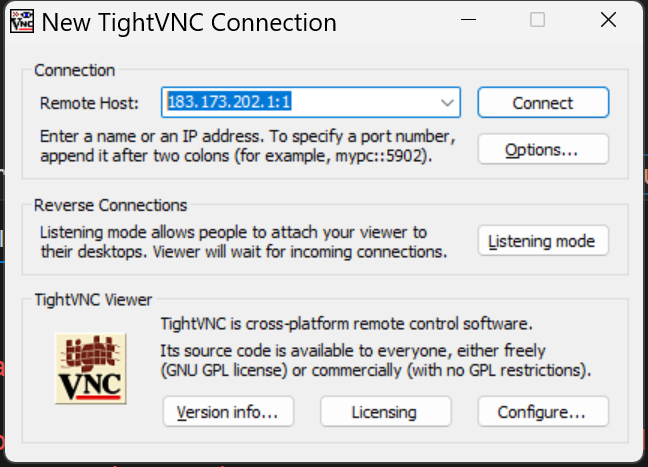 New TightVNC Connection
Connection
Remote Host: 183.173.202.1:1 Connect
Enter a name or an IP address. To specify a port number,
append it after two colons (for example, mypc::5902). Options...
Reverse Connections
Listening mode allows people to attach your viewer to
their desktops. Viewer will wait for incoming connections. Listening mode
TightVNC Viewer
tight
VNC
TightVNC is cross-platform remote control software.
Its source code is available to everyone, either freely
(GNU GPL license) or commercially (with no GPL restrictions).
Version info... Licensing Configure...